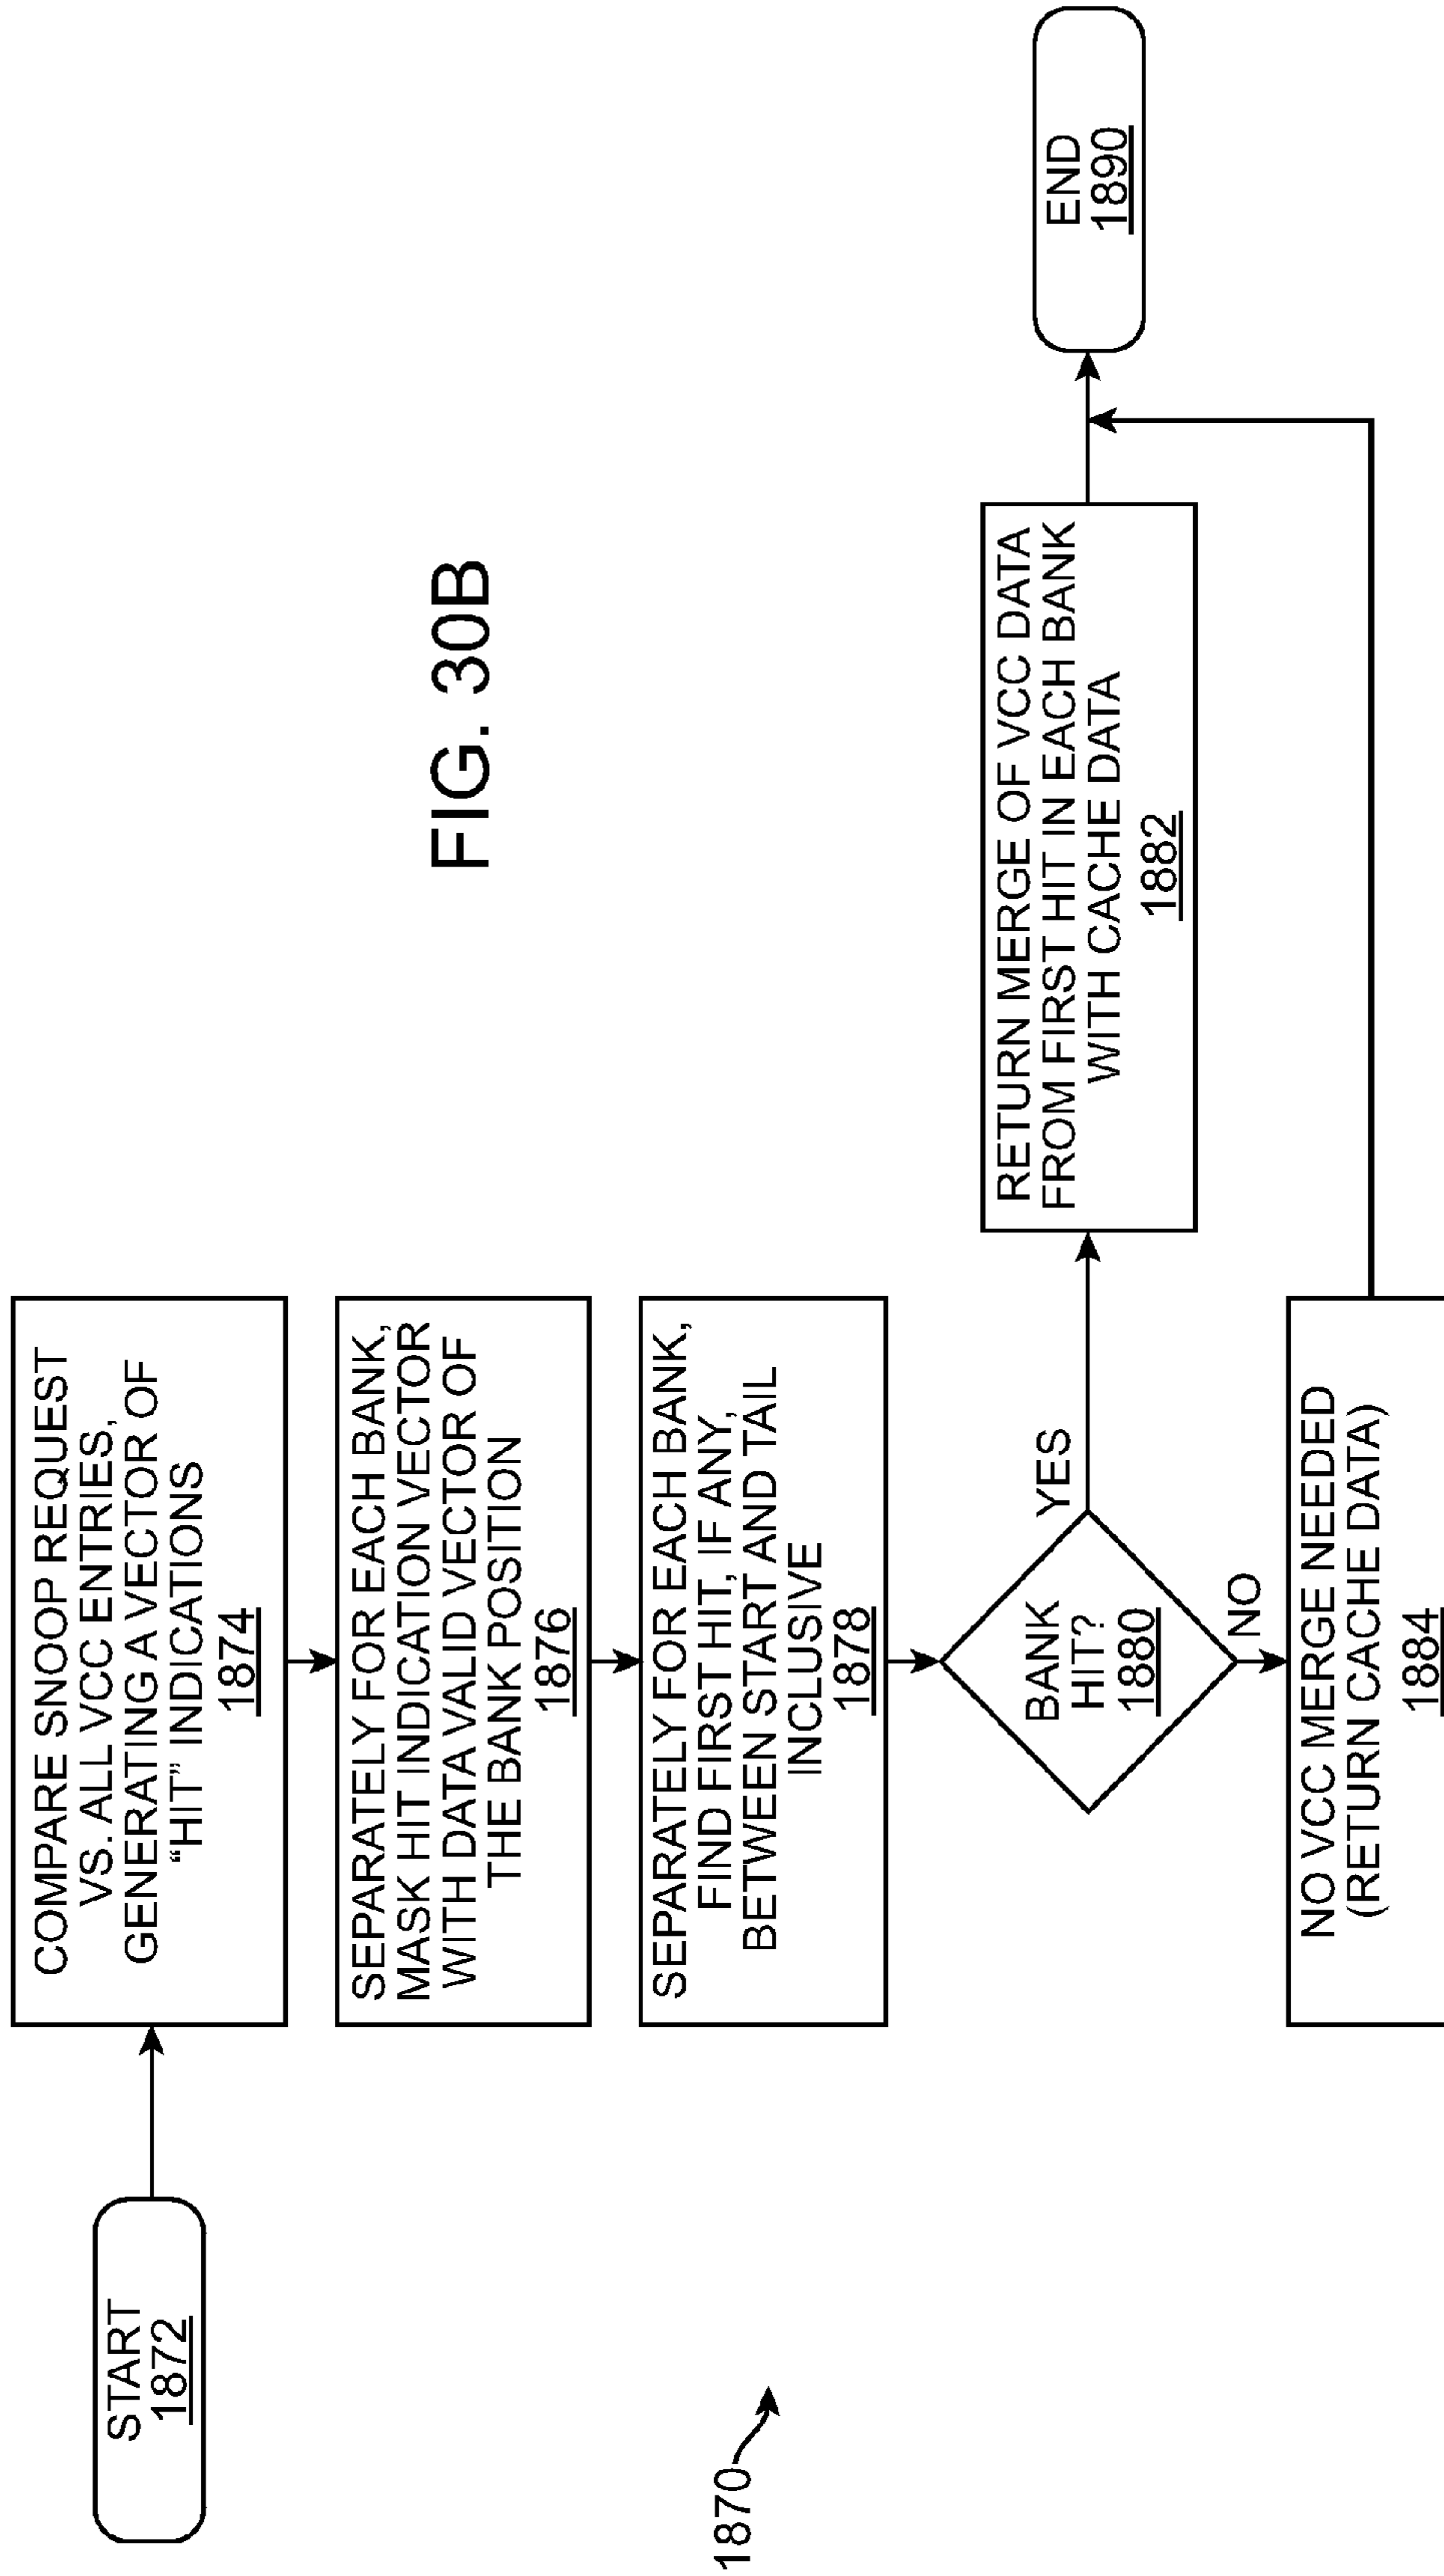 START
1872
COMPARE SNOOP REQUEST
VS. ALL VCC ENTRIES,
GENERATING A VECTOR OF
“HIT” INDICATIONS
1874
SEPARATELY FOR EACH BANK,
MASK HIT INDICATION VECTOR
WITH DATA VALID VECTOR OF
THE BANK POSITION
1876
SEPARATELY FOR EACH BANK,
FIND FIRST HIT, IF ANY,
BETWEEN START AND TAIL
INCLUSIVE
1878
BANK
HIT?
1880
YES
NO
RETURN MERGE OF VCC DATA
FROM FIRST HIT IN EACH BANK
WITH CACHE DATA
1882
NO VCC MERGE NEEDED
(RETURN CACHE DATA)
1884
END
1890
1870
FIG. 30B